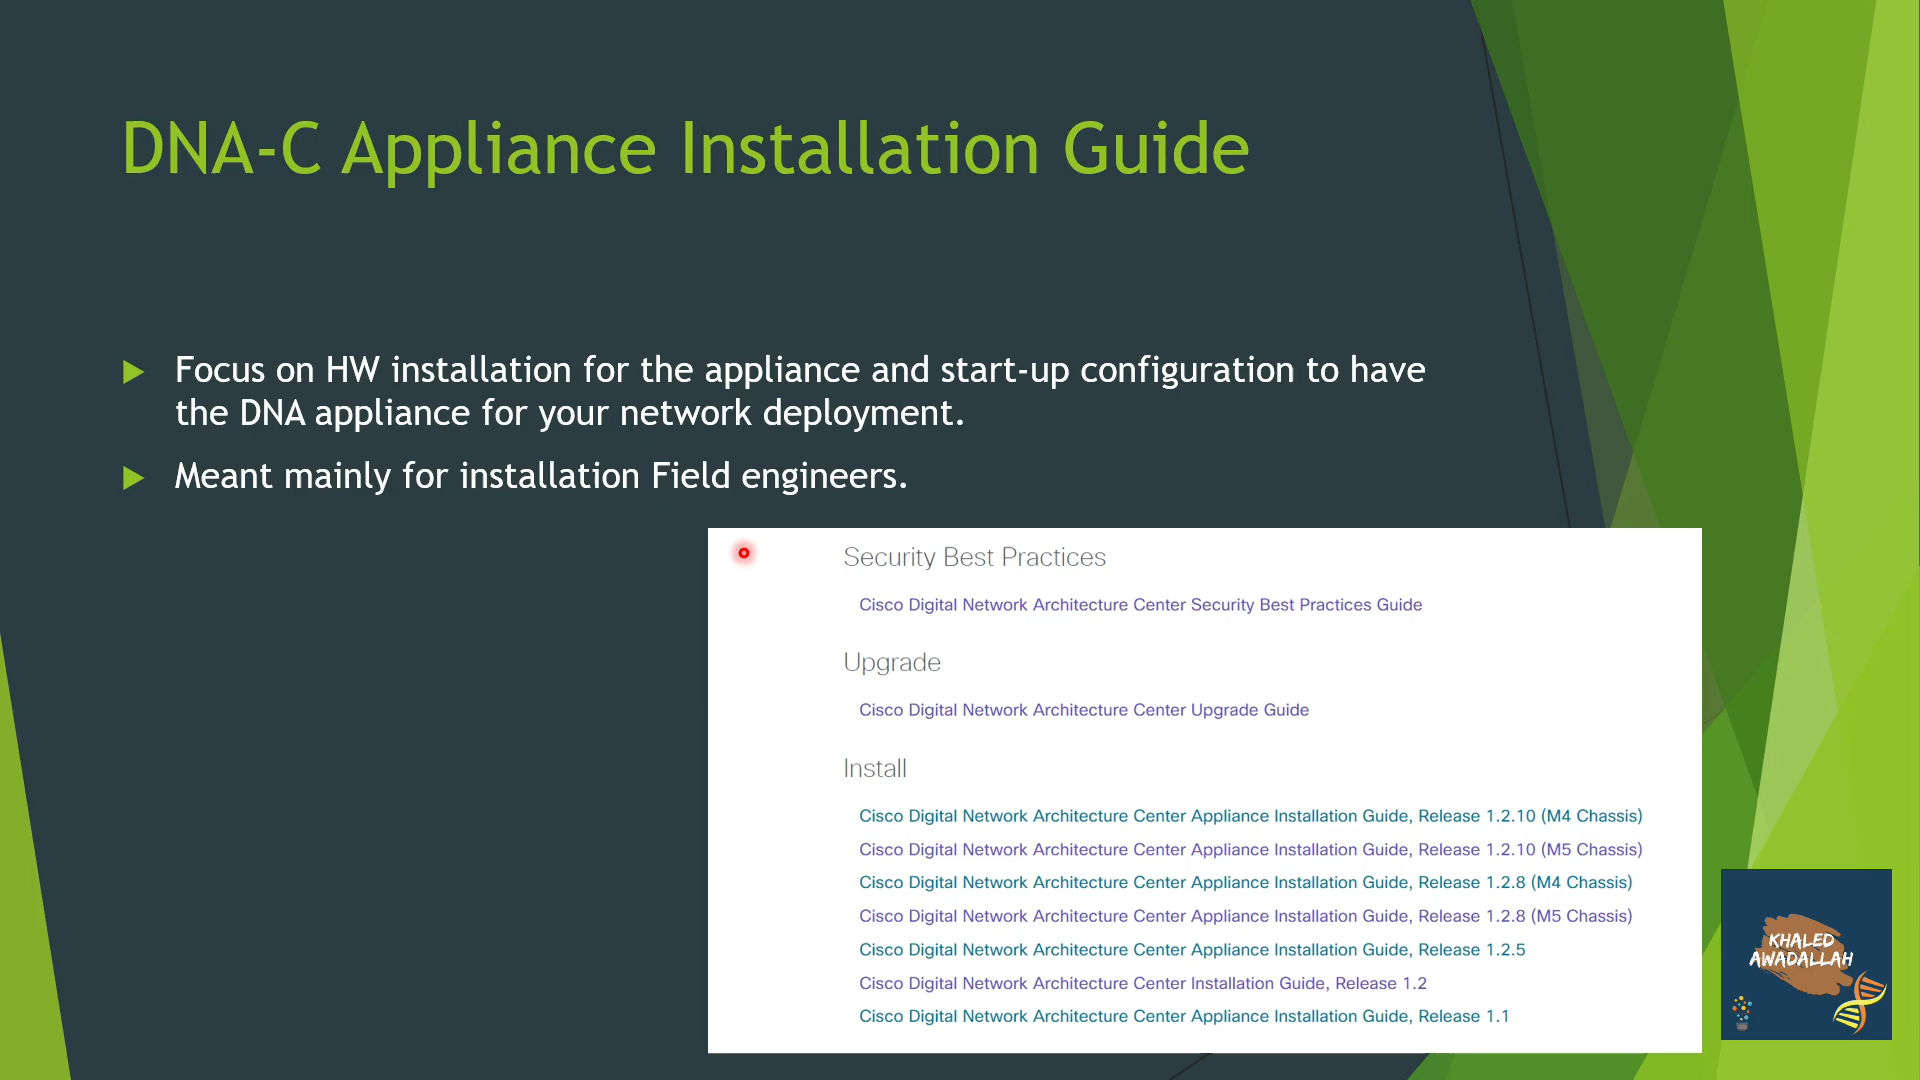 DNA-C Appliance Installation Guide
Focus on HW installation for the appliance and start-up configuration to have
the DNA appliance for your network deployment.
Meant mainly for installation Field engineers.
Security Best Practices
Cisco Digital Network Architecture Center Security Best Practices Guide
Upgrade
Cisco Digital Network Architecture Center Upgrade Guide
Install
Cisco Digital Network Architecture Center Appliance Installation Guide, Release 1.2.10 (M4 Chassis)
Cisco Digital Network Architecture Center Appliance Installation Guide, Release 1.2.10 (M5 Chassis)
Cisco Digital Network Architecture Center Appliance Installation Guide, Release 1.2.8 (M4 Chassis)
Cisco Digital Network Architecture Center Appliance Installation Guide, Release 1.2.8 (M5 Chassis)
Cisco Digital Network Architecture Center Appliance Installation Guide, Release 1.2.5
Cisco Digital Network Architecture Center Installation Guide, Release 1.2
Cisco Digital Network Architecture Center Appliance Installation Guide, Release 1.1
KHALED
AWADALLAH